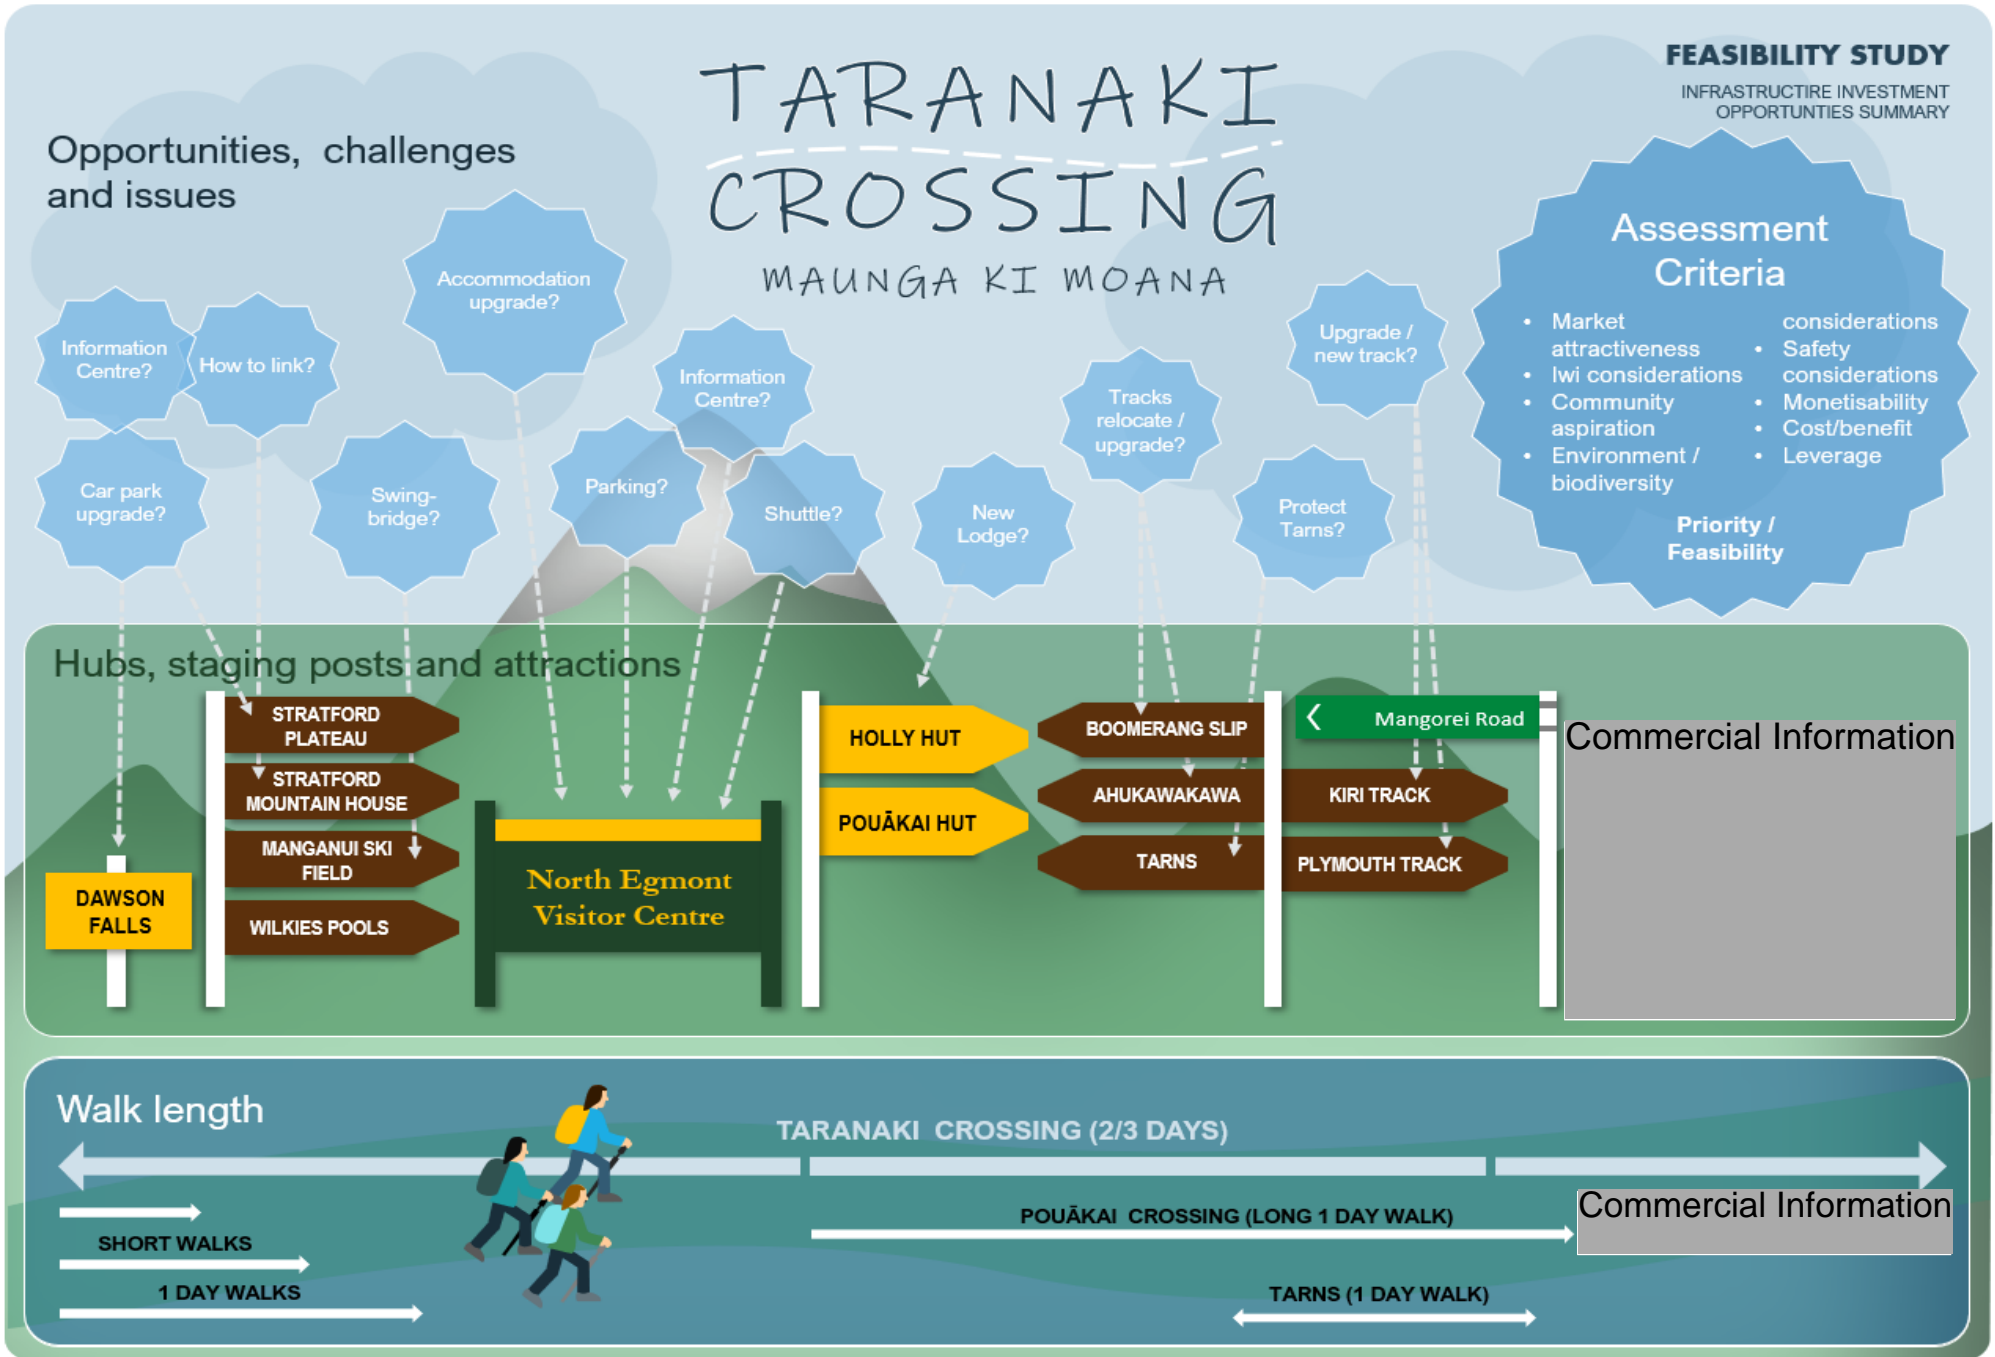 FEASIBILITY STUDY
INFRASTRUCTIRE INVESTMENT
OPPORTUNTIES SUMMARY
TARANAKI
CROSSING
MAUNGA KI MOANA
Opportunities, challenges
and issues
Information
Centre?
How to link?
Accommodation
upgrade?
Car park
upgrade?
Swing-
bridge?
Parking?
Information
Centre?
Shuttle?
New
Lodge?
Tracks
relocate /
upgrade?
Protect
Tarns?
Upgrade /
new track?
Assessment
Criteria
• Market
attractiveness
• Iwi considerations
• Community
aspiration
• Environment /
biodiversity
considerations
• Safety
considerations
• Monetisability
• Cost/benefit
• Leverage
Priority /
Feasibility
Hubs, staging posts and attractions
DAWSON
FALLS
STRATFORD
PLATEAU
STRATFORD
MOUNTAIN HOUSE
MANGANUI SKI
FIELD
WILKIES POOLS
North Egmont
Visitor Centre
HOLLY HUT
POUĀKAI HUT
BOOMERANG SLIP
AHUKAWAKAWA
TARNS
Mangorei Road
KIRI TRACK
PLYMOUTH TRACK
Commercial Information
Walk length
TARANAKI CROSSING (2/3 DAYS)
SHORT WALKS
1 DAY WALKS
POUĀKAI CROSSING (LONG 1 DAY WALK)
Commercial Information
TARNS (1 DAY WALK)